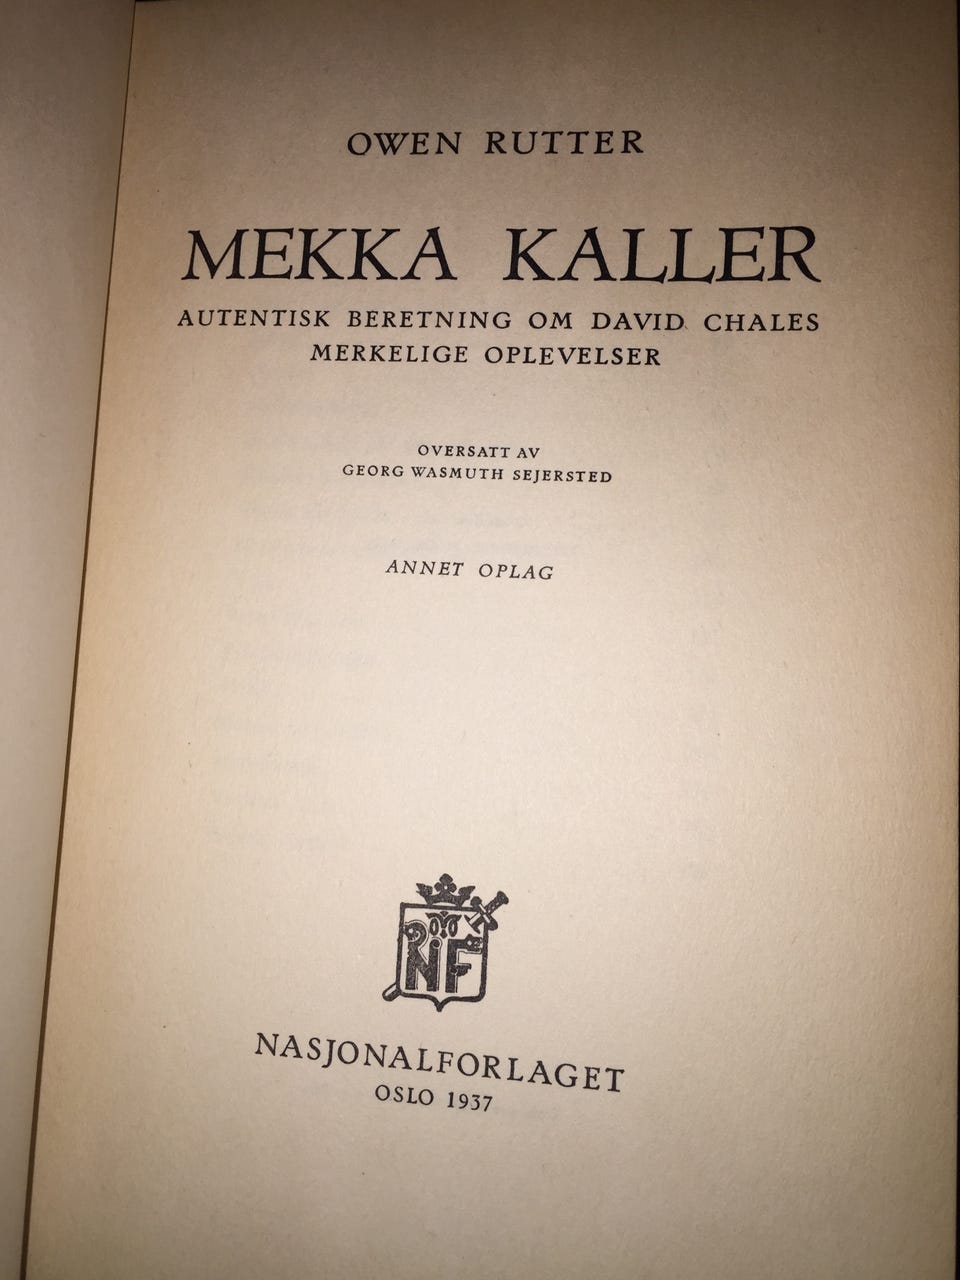 OWEN RUTTER
MEKKA KALLER
AUTENTISK BERETNING OM DAVID CHALES
MERKELIGE OPLEVELSER
OVERSATT AV
GEORG WASMUTH SEJERSTED
ANNET OPLAG
NF
NASJONALFORLAGET
OSLO 1937